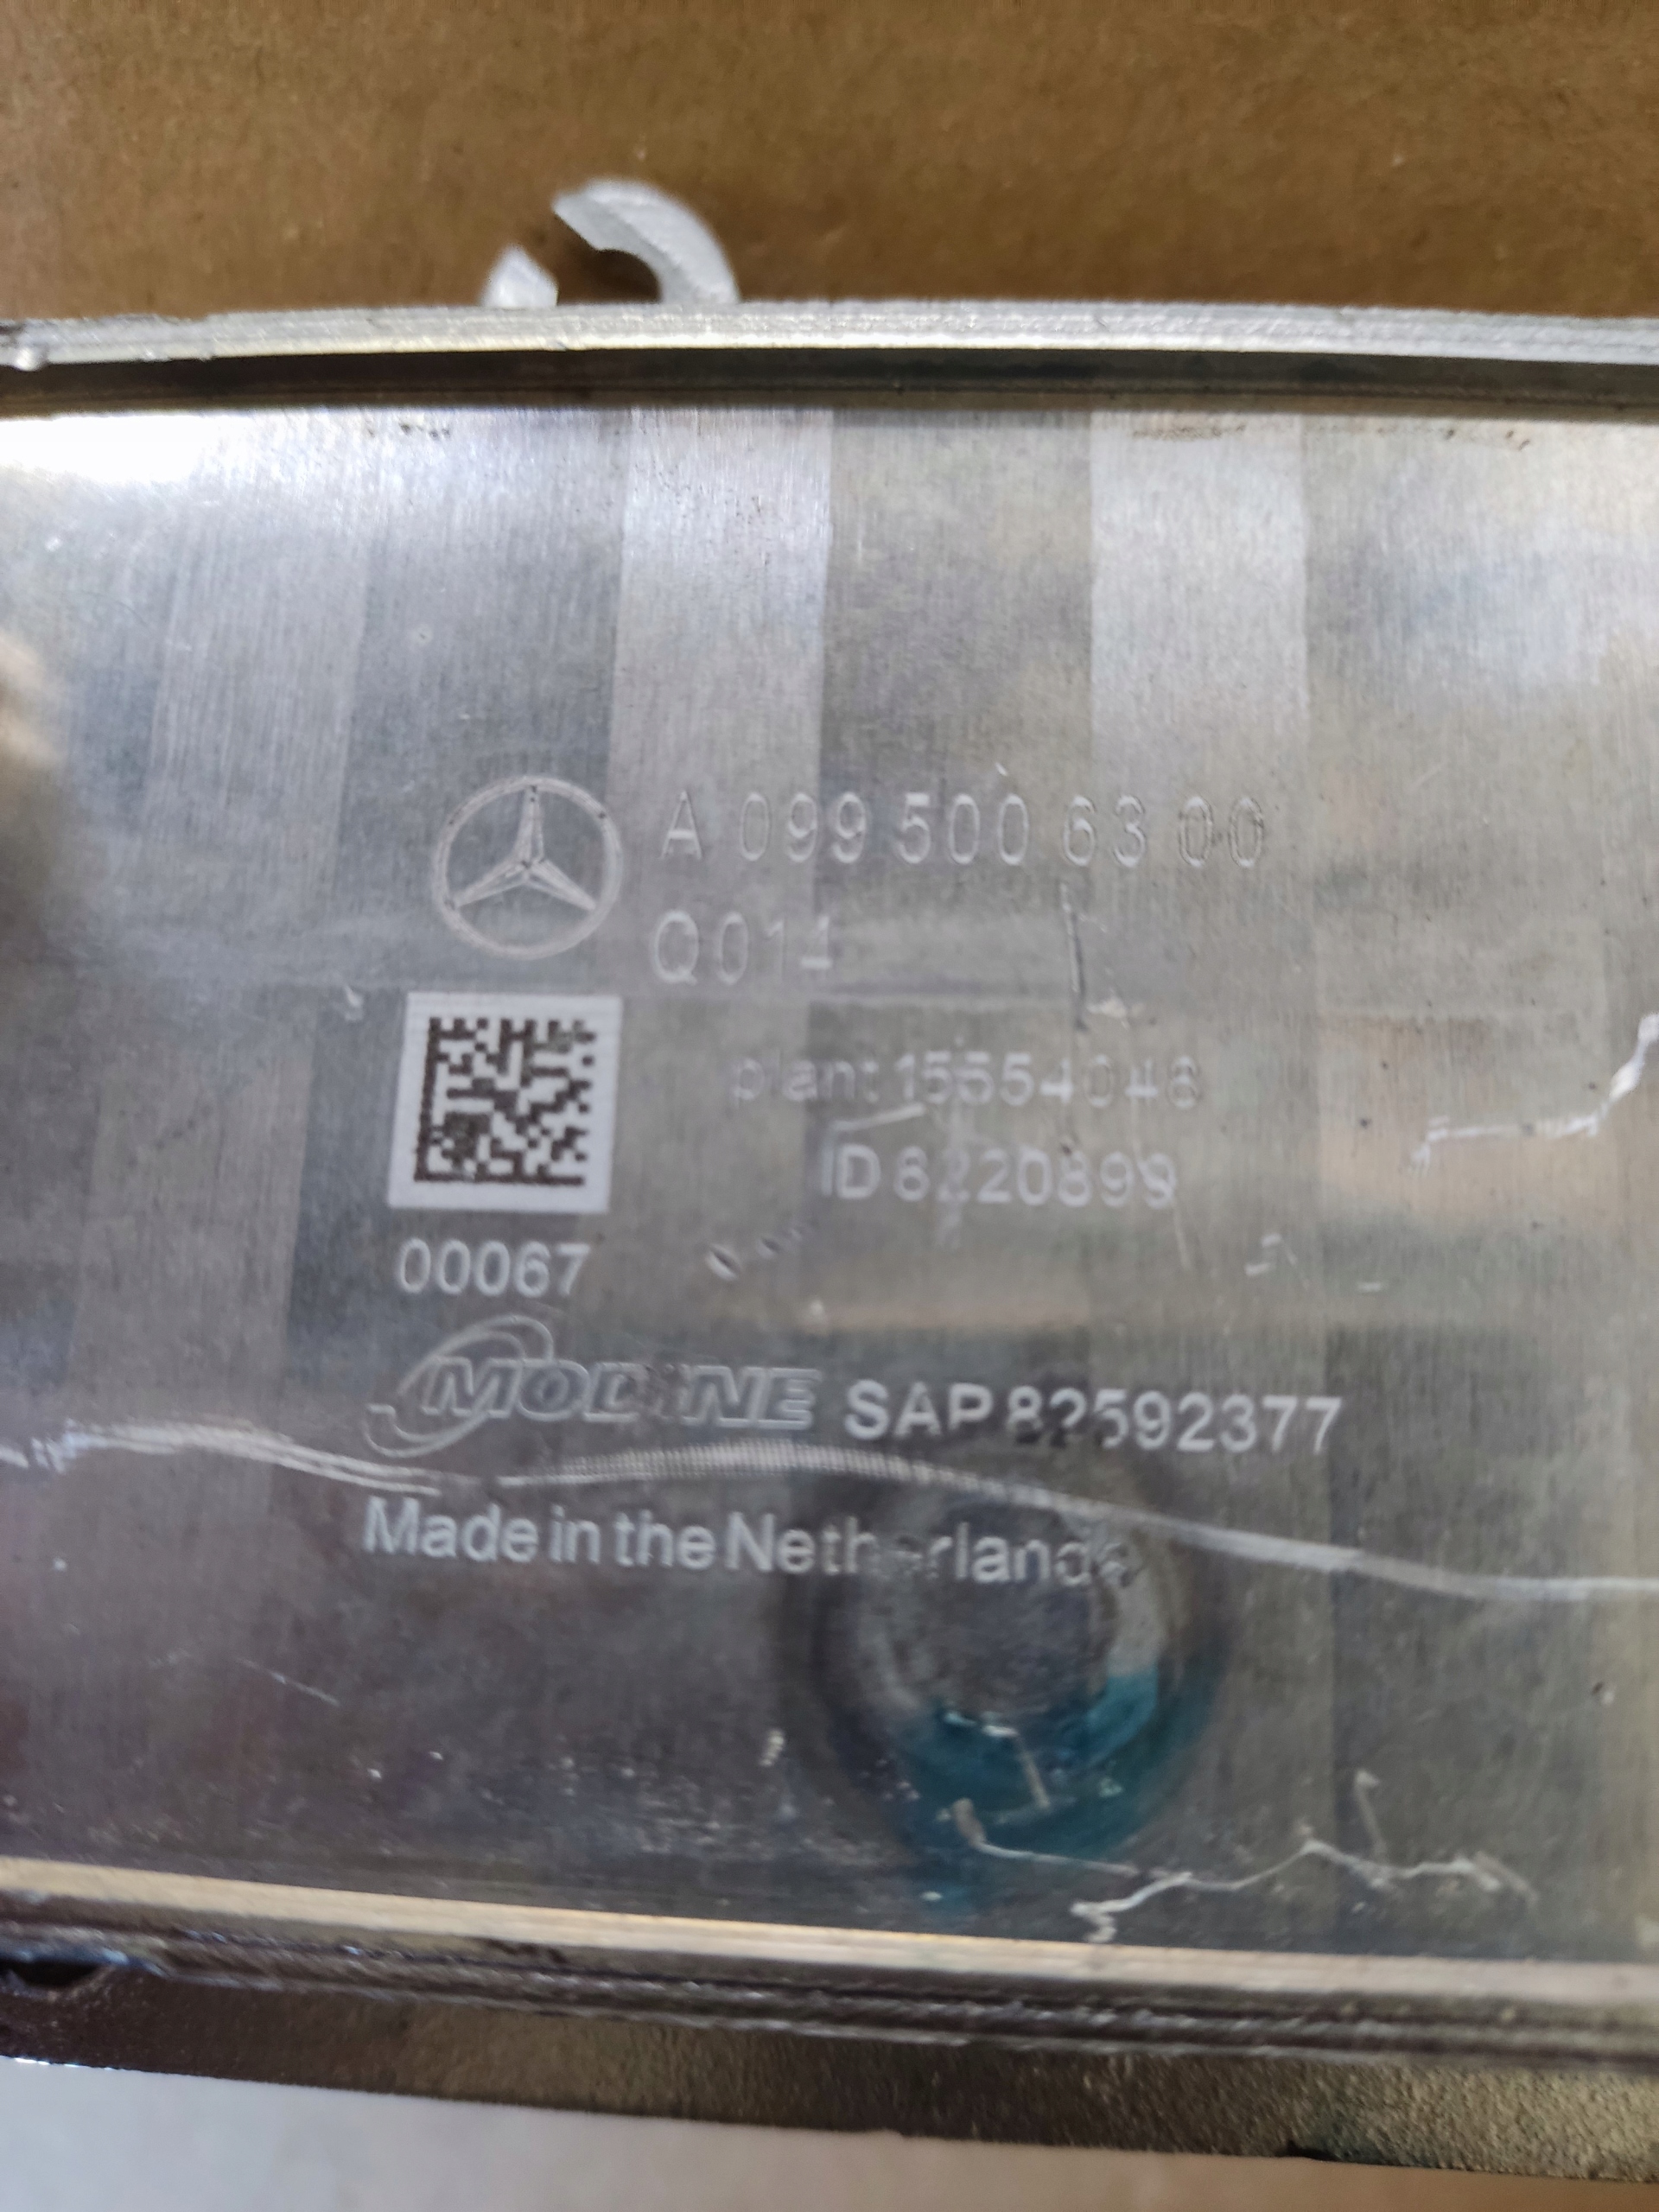 A 099 500 63 00
Q014
plant 15554048
ID 6220899
00067
MODINE SAP 82592377
Made in the Netherlands